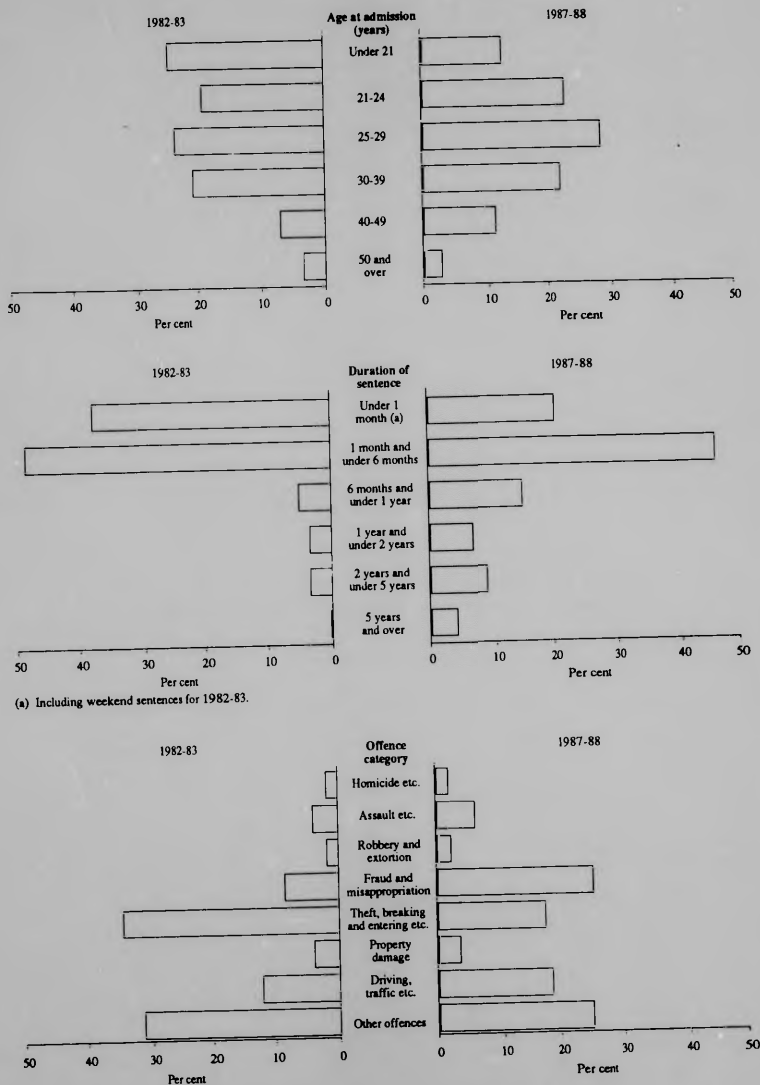 1982-83
Age at admission
(years)
1987-88
Under 21
21-24
25-29
30-39
40-49
50 and
over
50 40 30 20 10 0
0 10 20 30 40 50
Per cent
Per cent
1982-83
Duration of
sentence
1987-88
Under 1
month (a)
1 month and
under 6 months
6 months and
under 1 year
1 year and
under 2 years
2 years and
under 5 years
5 years
and over
50 40 30 20 10 0
0 10 20 30 40 50
Per cent
Per cent
(a) Including weekend sentences for 1982-83.
1982-83
Offence
category
1987-88
Homicide etc.
Assault etc.
Robbery and
extortion
Fraud and
misappropriation
Theft, breaking
and entering etc.
Property
damage
Driving,
traffic etc.
Other offences
50 40 30 20 10 0
0 10 20 30 40 50
Per cent
Per cent